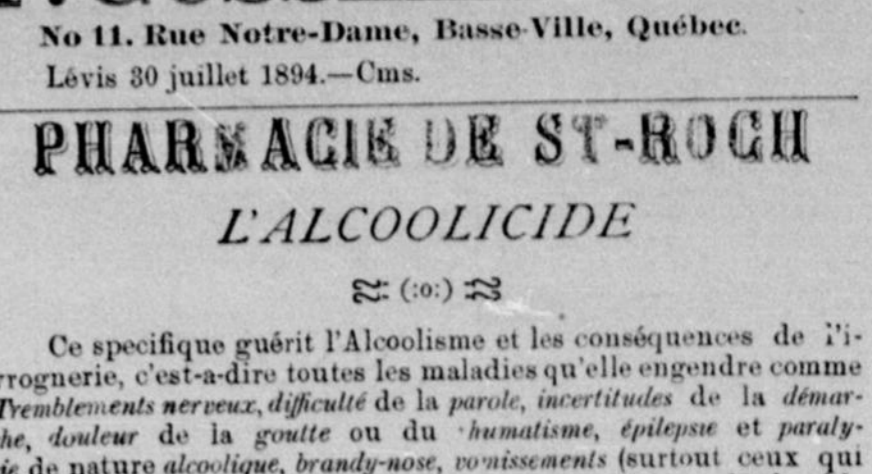 No 11. Rue Notre-Dame, Basse-Ville, Québec.
Lévis 30 juillet 1894.—Cms.
PHARMACIE DE ST-ROCH
L'ALCOOLICIDE
(:o:)
Ce specifique guérit l'Alcoolisme et les conséquences de l'i-
rrognerie, c'est-a-dire toutes les maladies qu'elle engendre comme
Tremblements nerveux, difficulté de la parole, incertitudes de la démar-
he, douleur de la goutte ou du humatisme, épilepsie et paraly-
ie de nature alcoolique, brandy-nose, vomissements (surtout ceux qui